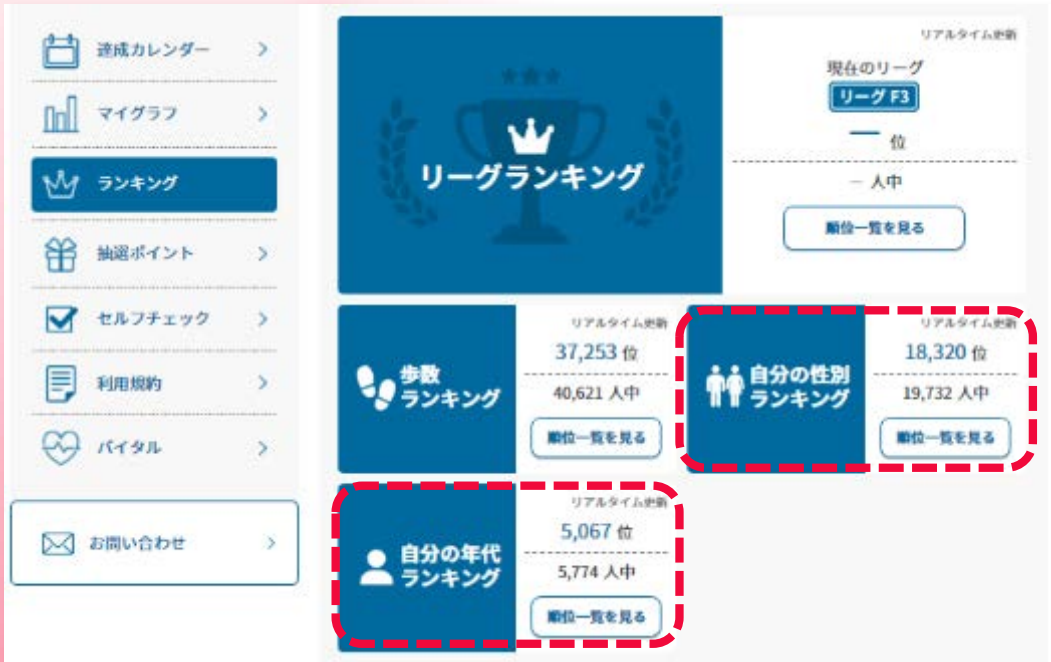 達成カレンダー
マイグラフ
ランキング
抽選ポイント
セルフチェック
利用規約
バイタル
お問い合わせ
リーグランキング
リアルタイム更新
現在のリーグ
リーグ F3
ー 位
ー 人中
順位一覧を見る
歩数
ランキング
リアルタイム更新
37,253 位
40,621 人中
順位一覧を見る
自分の性別
ランキング
リアルタイム更新
18,320 位
19,732 人中
順位一覧を見る
自分の年代
ランキング
リアルタイム更新
5,067 位
5,774 人中
順位一覧を見る